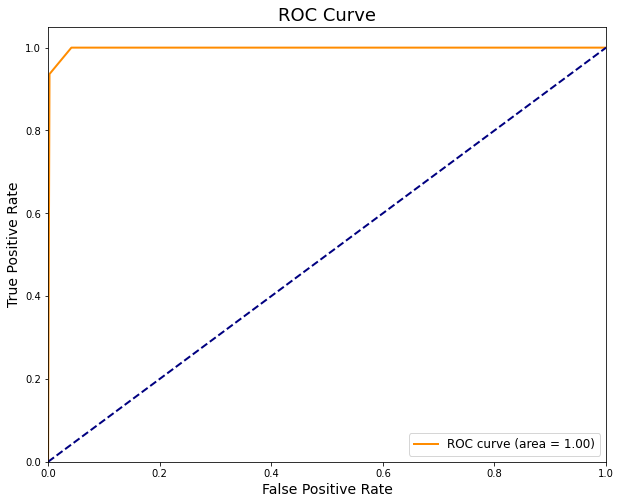 ROC Curve
1.0
0.8
0.6
0.4
0.2
0.0
True Positive Rate
ROC curve (area = 1.00)
0.0 0.2 0.4 0.6 0.8 1.0
False Positive Rate